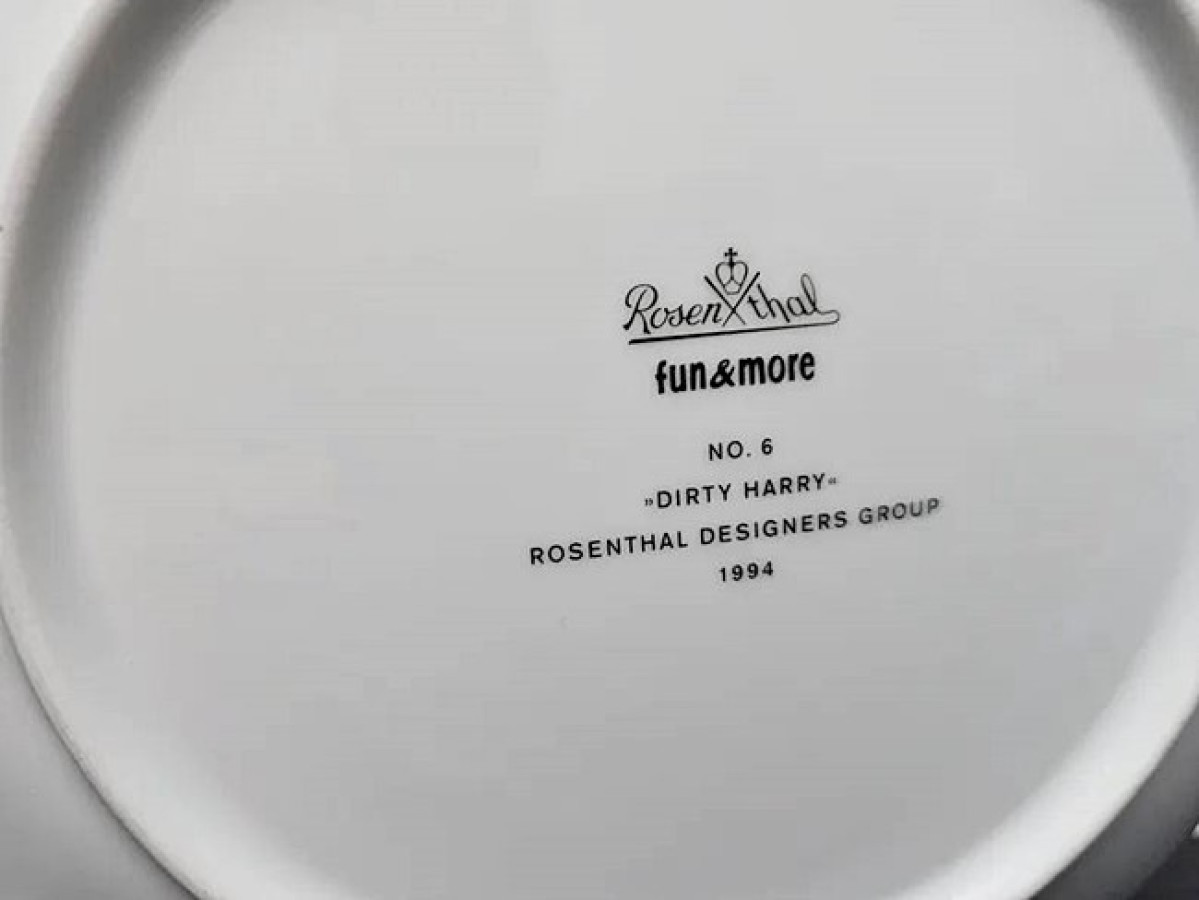 Rosenthal
fun&more
NO. 6
»DIRTY HARRY«
ROSENTHAL DESIGNERS GROUP
1994